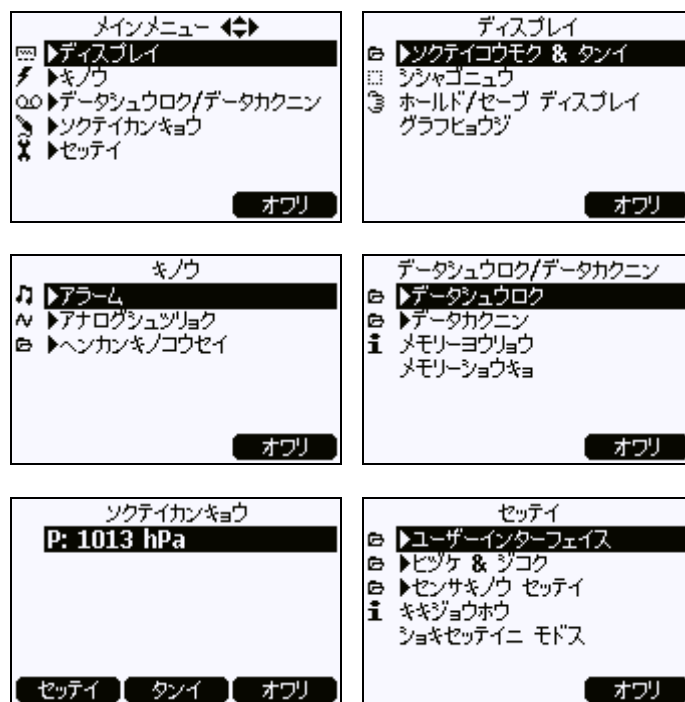 メインメニュー
▶ディスプレイ
▶キノウ
▶データシュウロク/データカクニン
▶ソクテイカンキョウ
▶セッテイ
オワリ
ディスプレイ
▶ソクテイコウモク & タンイ
シシャゴニュウ
ホールド/セーブ ディスプレイ
グラフヒョウジ
オワリ
キノウ
▶アラーム
▶アナログシュツリョク
▶ヘンカンキノコウセイ
オワリ
データシュウロク/データカクニン
▶データシュウロク
▶データカクニン
メモリーヨウリョウ
メモリーショウキョ
オワリ
ソクテイカンキョウ
P: 1013 hPa
セッテイ タンイ オワリ
セッテイ
▶ユーザーインターフェイス
▶ヒヅケ & ジコク
▶センサキノウ セッテイ
キキジョウホウ
ショキセッテイニ モドス
オワリ